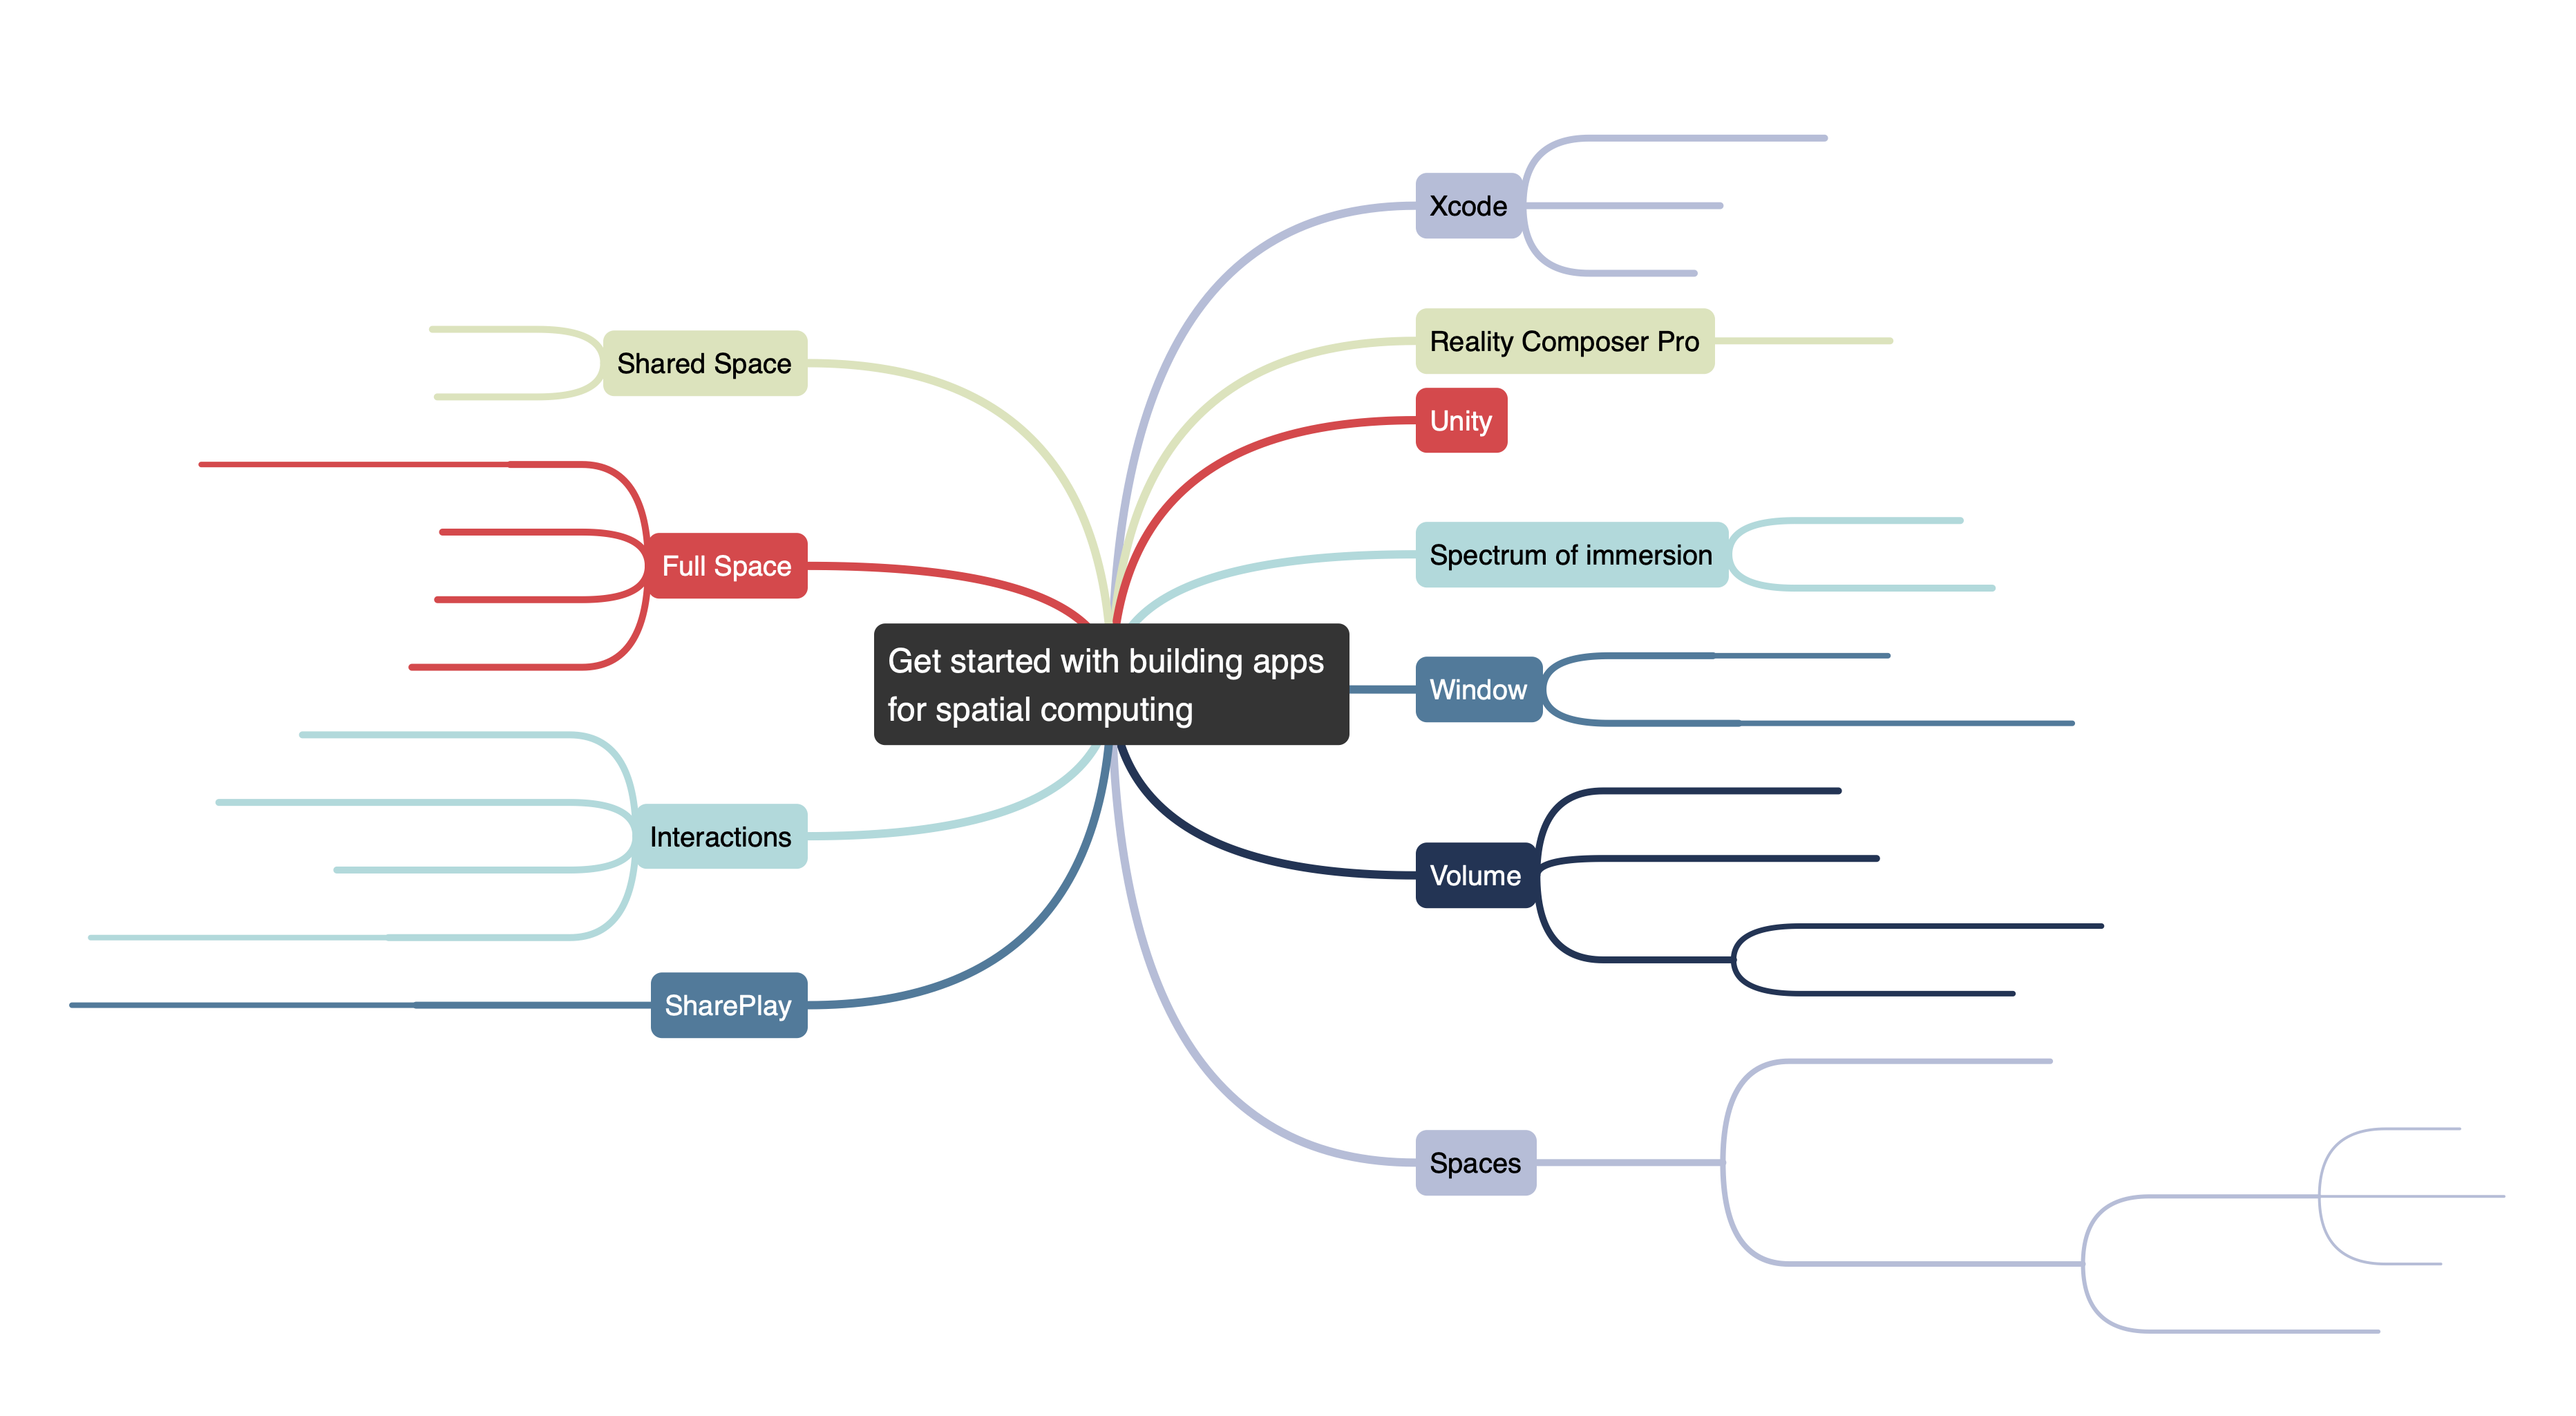 Get started with building apps
for spatial computing
Xcode
Reality Composer Pro
Unity
Spectrum of immersion
Window
Volume
Spaces
Shared Space
Full Space
Interactions
SharePlay